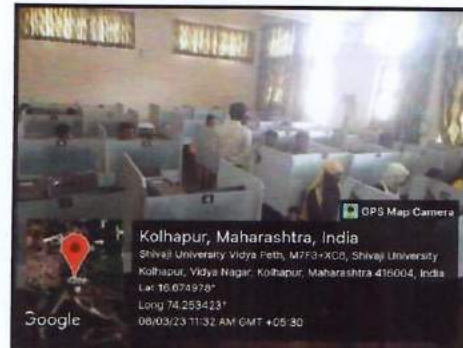 GPS Map Camera
Kolhapur, Maharashtra, India
Shivaji University Vidya Peth, M7F3+XC8, Shivaji University
Kolhapur, Vidya Nagar, Kolhapur, Maharashtra 416004, India
Lat 16.674978°
Long 74.253423°
08/03/23 11:32 AM GMT +05:30
Google